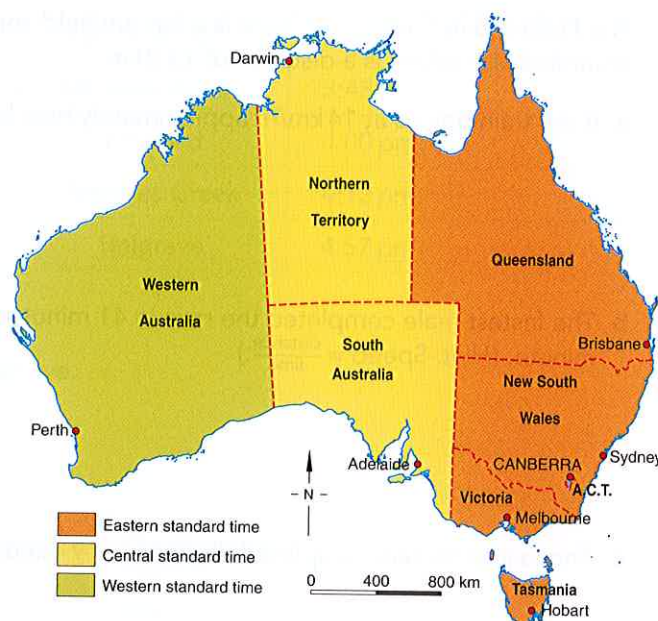 Darwin
Northern
Territory
Queensland
Western
Australia
South
Australia
Brisbane
New South
Wales
Perth
Adelaide
CANBERRA
Sydney
A.C.T.
Victoria
Melbourne
– N –
Eastern standard time
Central standard time
Western standard time
0 400 800 km
Tasmania
Hobart